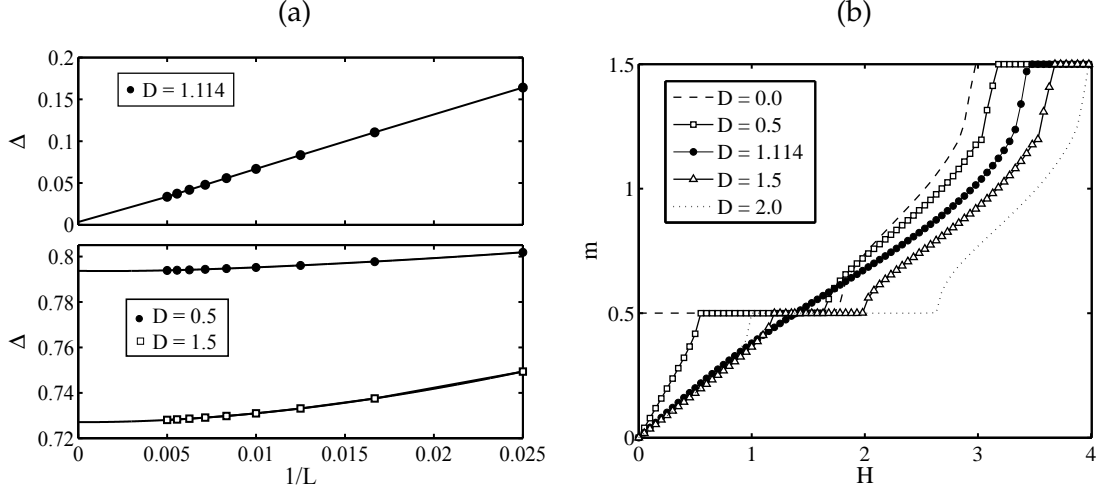 (a)
0.2
0.15
0.1
0.05
0
Δ
D = 1.114
0.8
0.78
0.76
0.74
0.72
Δ
D = 0.5
D = 1.5
0 0.005 0.01 0.015 0.02 0.025
1/L
(b)
1.5
1
0.5
0
m
D = 0.0
D = 0.5
D = 1.114
D = 1.5
D = 2.0
0 1 2 3 4
H